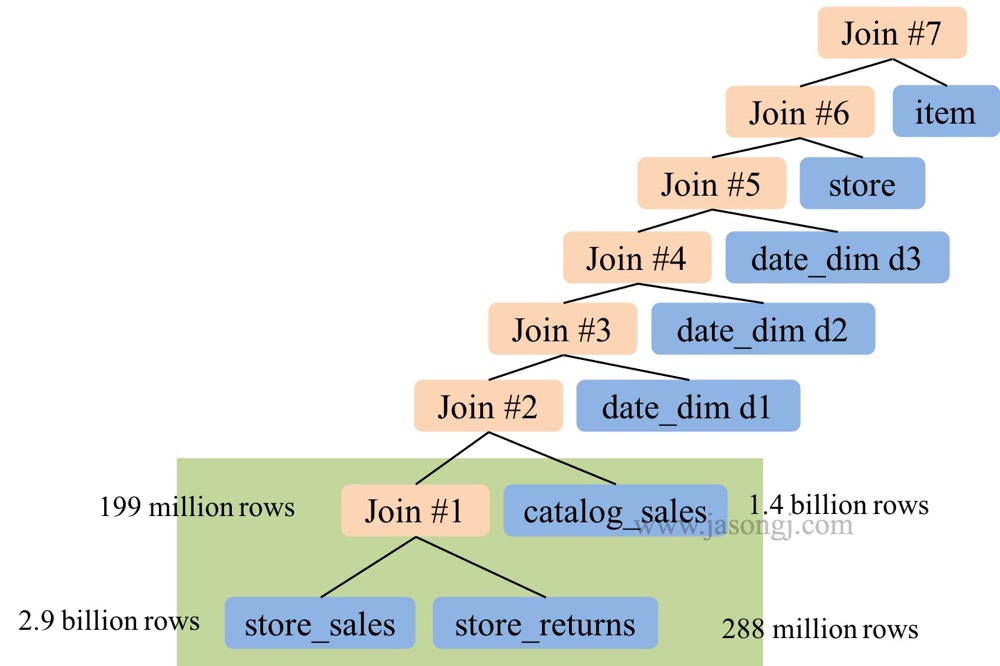 Join #7
Join #6
item
Join #5
store
Join #4
date_dim d3
Join #3
date_dim d2
Join #2
date_dim d1
199 million rows
Join #1
catalog_sales
1.4 billion rows
www.jasongj.com
2.9 billion rows
store_sales
store_returns
288 million rows